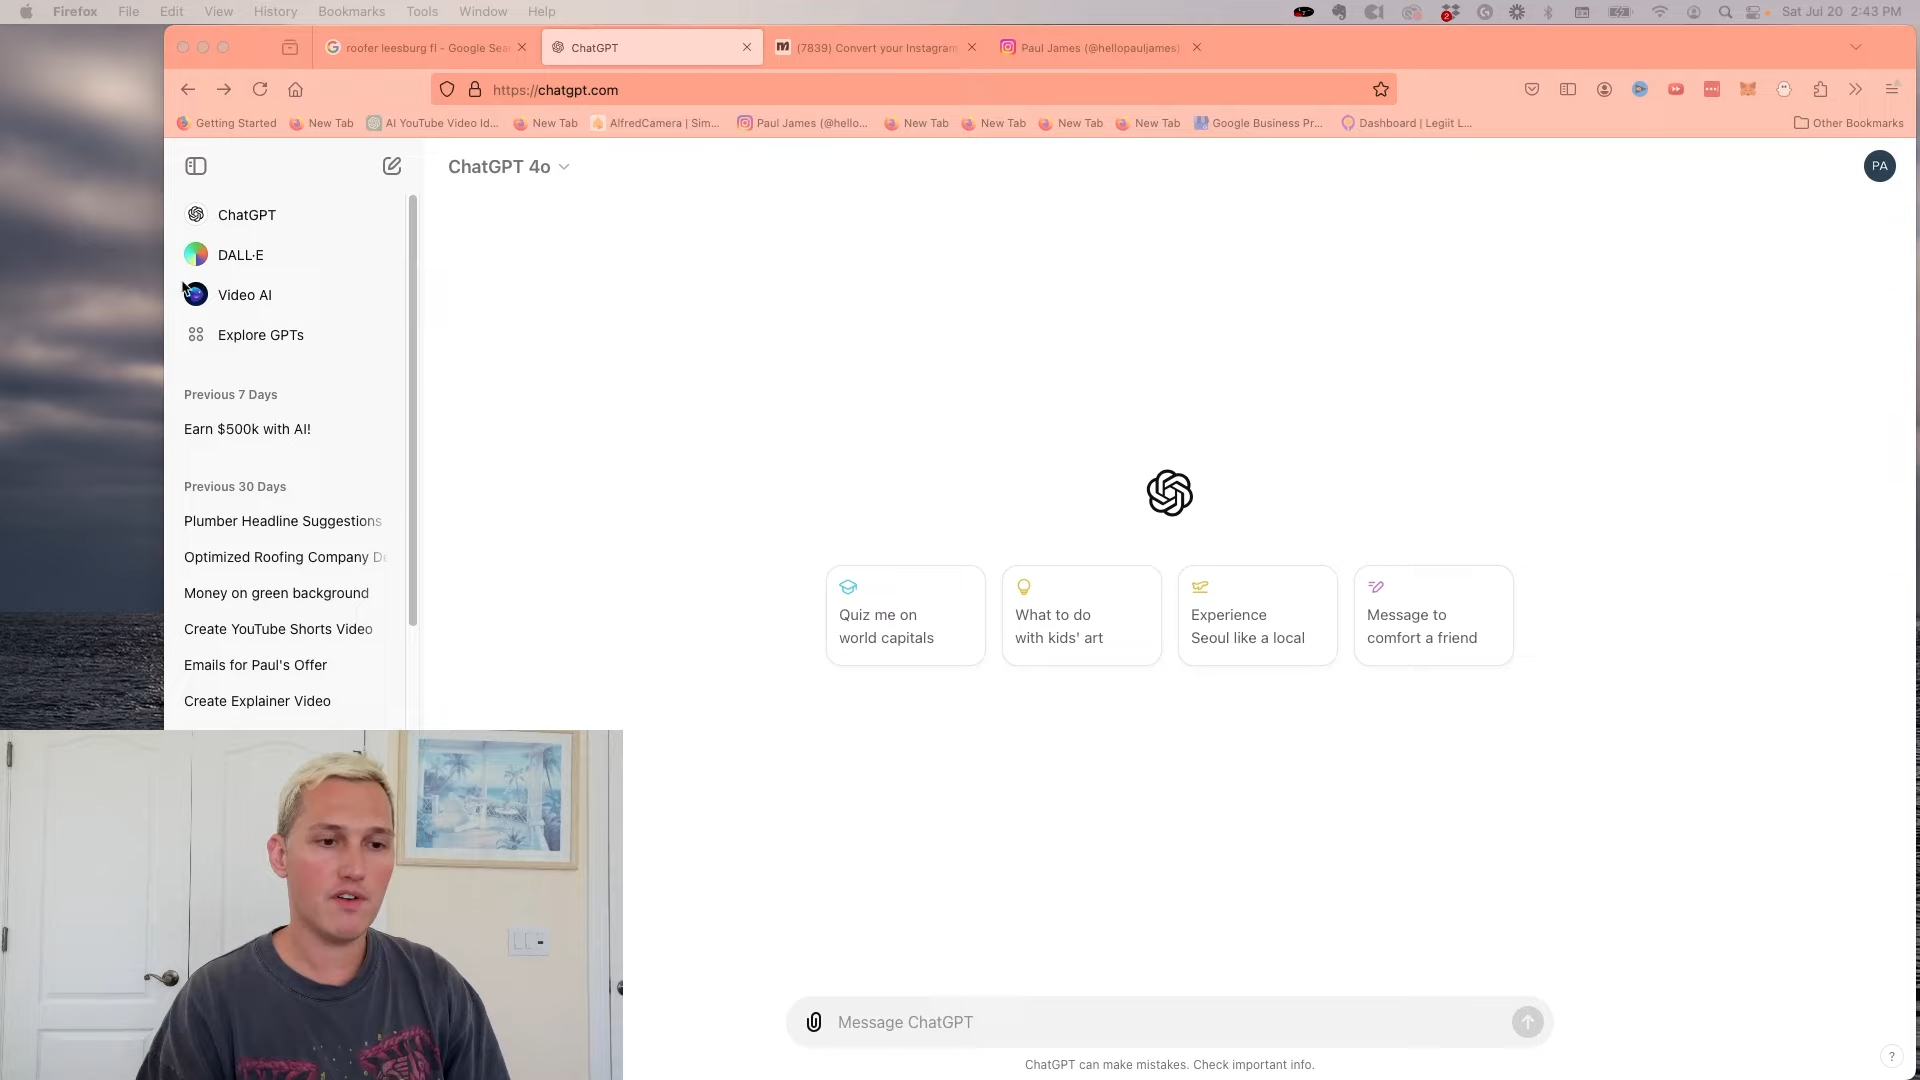 Firefox File Edit View History Bookmarks Tools Window Help
2
Sat Jul 20 2:43 PM
roofer leesburg fl - Google Sea
ChatGPT
(7839) Convert your Instagram
Paul James (@hellopauljames)
https://chatgpt.com
Getting Started
New Tab
AI YouTube Video Id...
New Tab
AlfredCamera | Sim...
Paul James (@hello...
New Tab
New Tab
New Tab
New Tab
Google Business Pr...
Dashboard | Legiit L...
Other Bookmarks
ChatGPT 4o
PA
ChatGPT
DALL·E
Video AI
Explore GPTs
Previous 7 Days
Earn $500k with AI!
Previous 30 Days
Plumber Headline Suggestions
Optimized Roofing Company De
Money on green background
Create YouTube Shorts Video
Emails for Paul's Offer
Create Explainer Video
Quiz me on
world capitals
What to do
with kids' art
Experience
Seoul like a local
Message to
comfort a friend
Message ChatGPT
ChatGPT can make mistakes. Check important info.
?